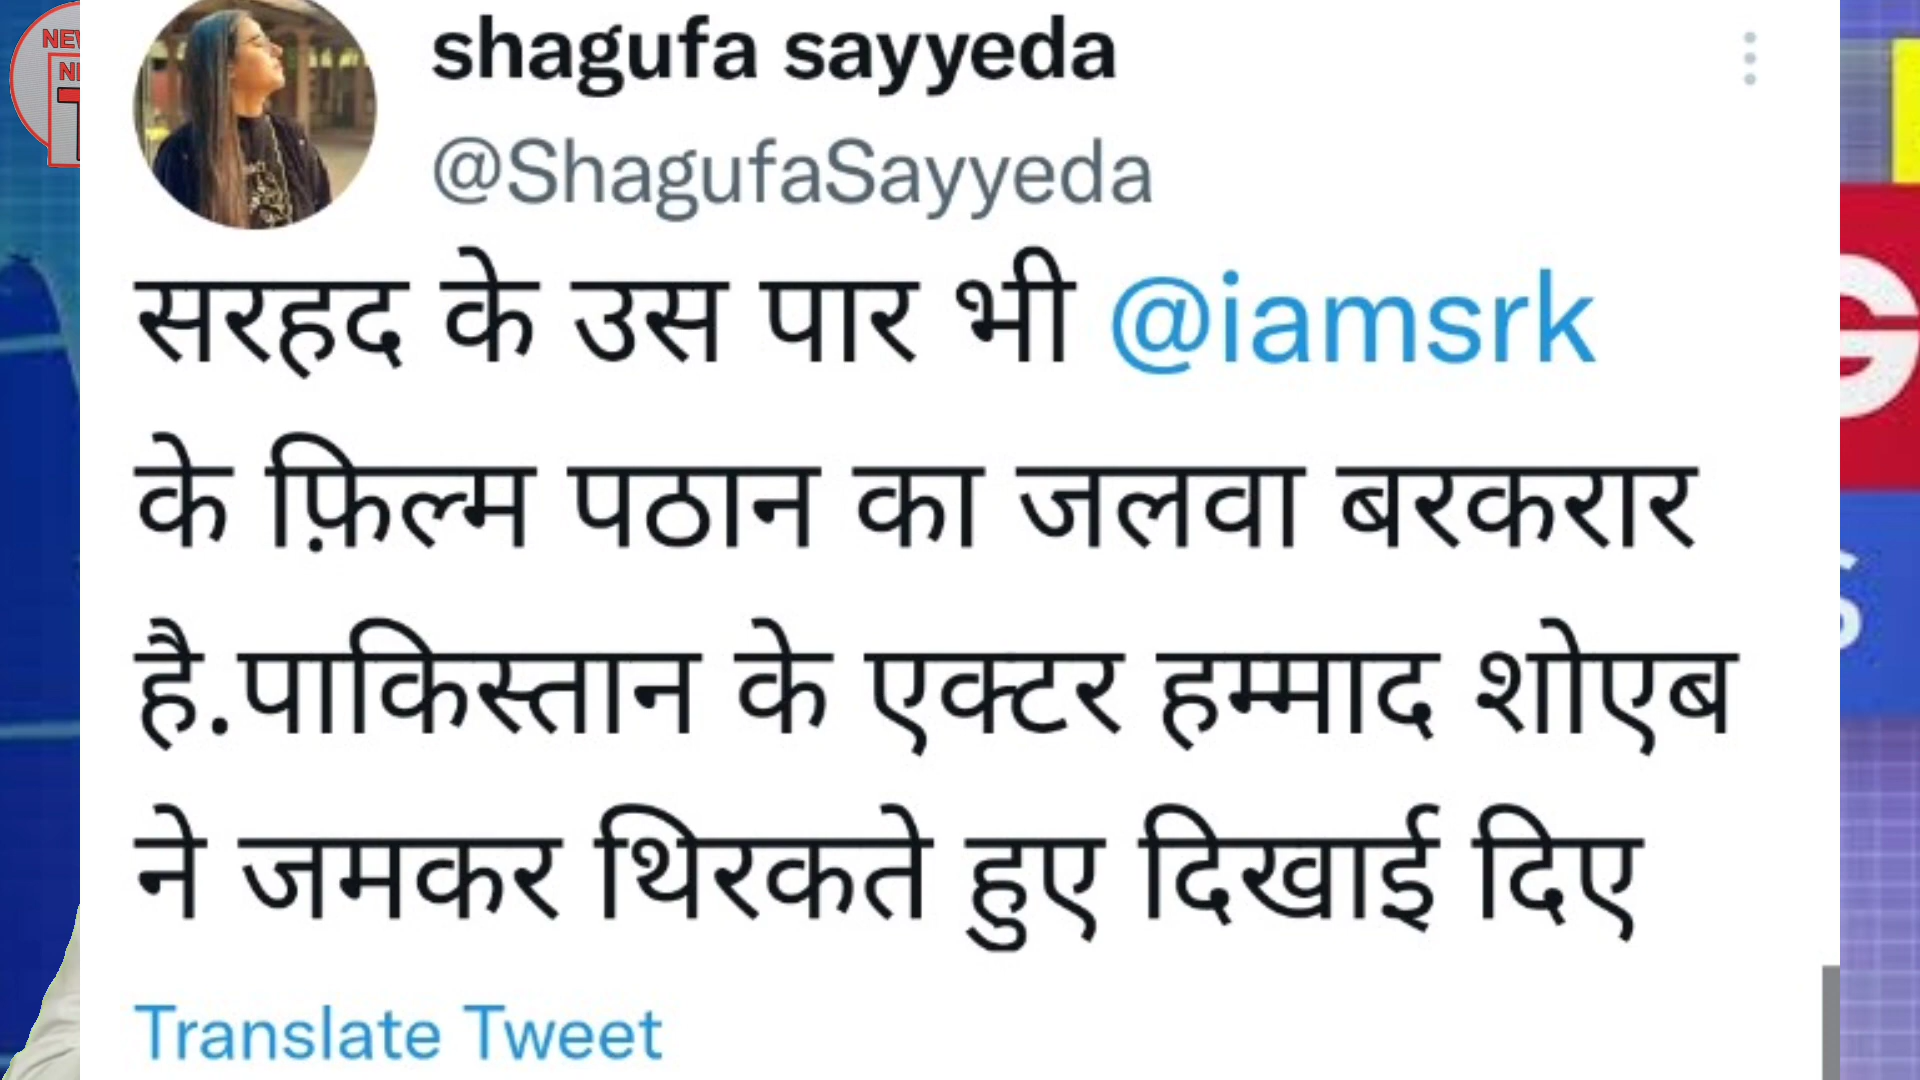 shagufa sayyeda
@ShagufaSayyeda
सरहद के उस पार भी @iamsrk
के फ़िल्म पठान का जलवा बरकरार
है.पाकिस्तान के एक्टर हम्माद शोएब
ने जमकर थिरकते हुए दिखाई दिए
Translate Tweet